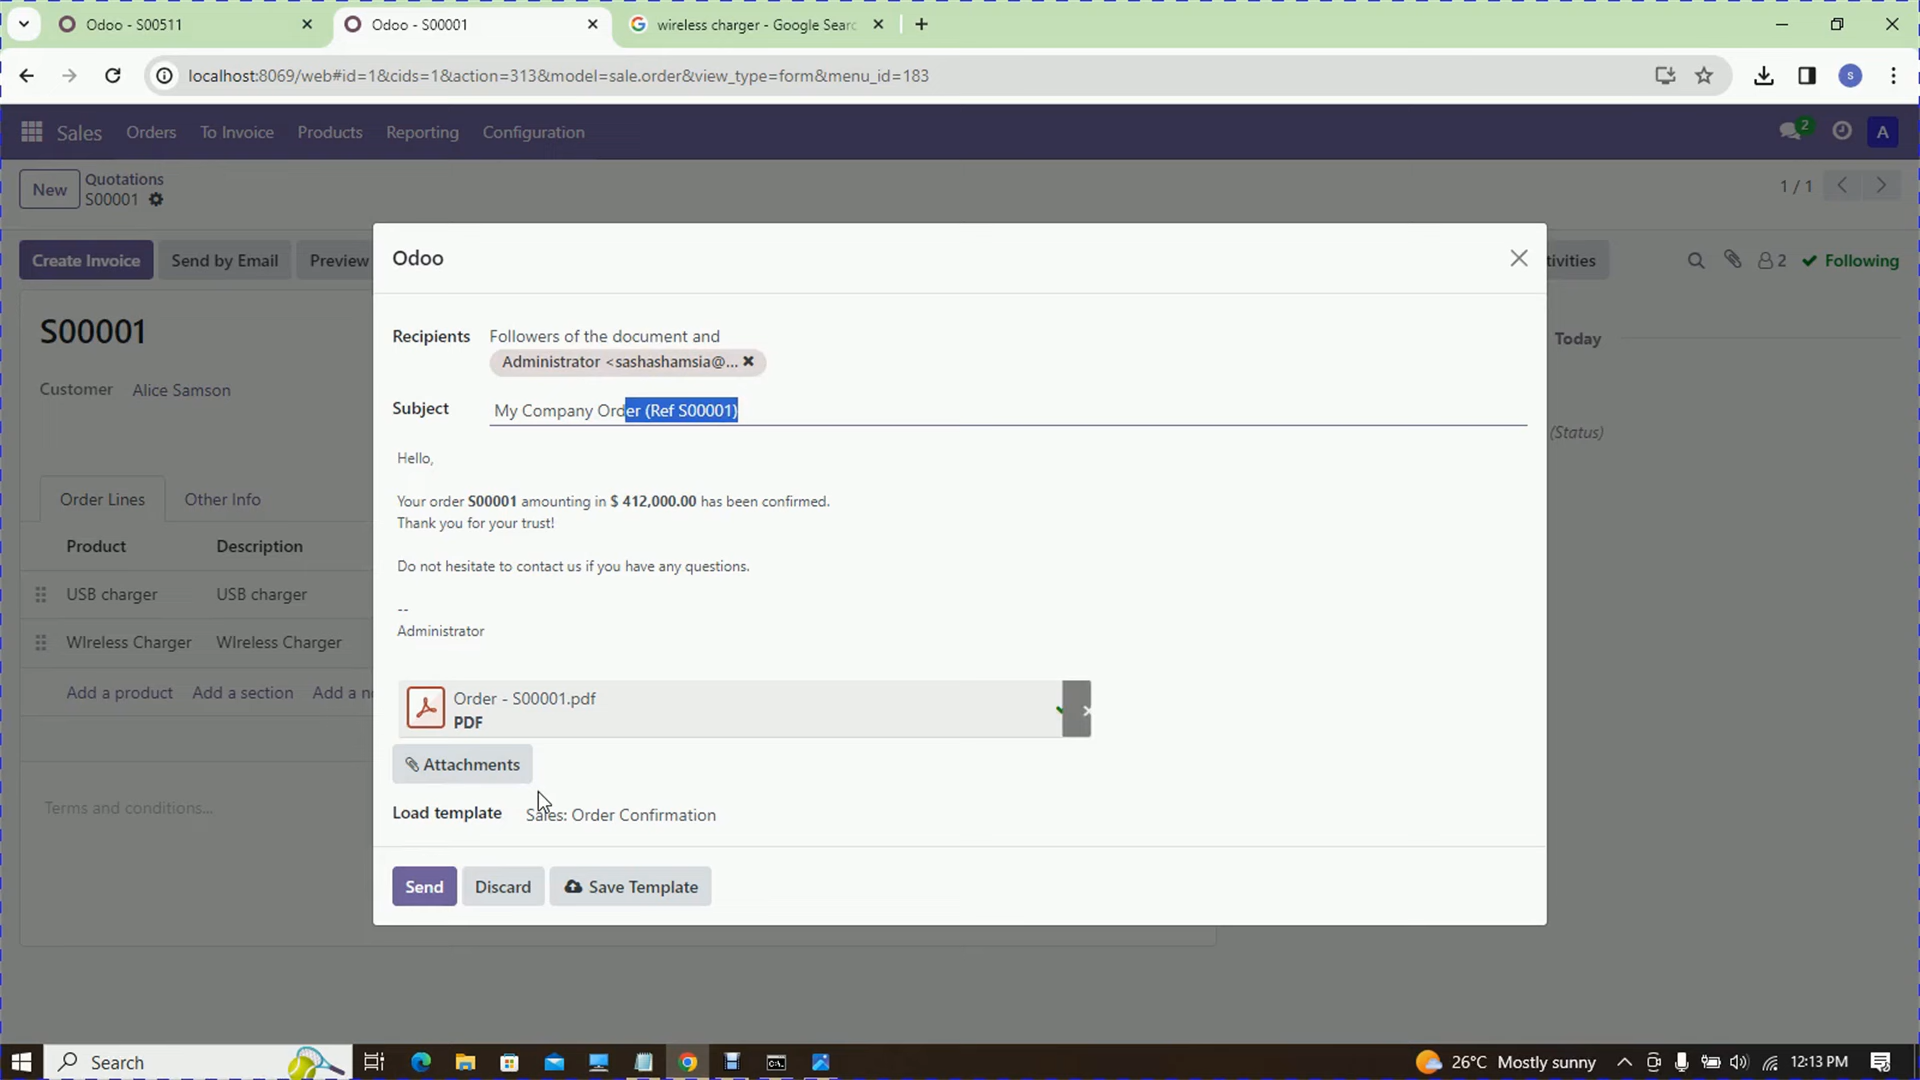 Odoo - S00511
Odoo - S00001
wireless charger - Google Searc
localhost:8069/web#id=1&cids=1&action=313&model=sale.order&view_type=form&menu_id=183
S
Sales Orders To Invoice Products Reporting Configuration
2
A
New
Quotations
S00001
1 / 1
Create Invoice Send by Email Preview
tivities
2
Following
Odoo
S00001
Customer Alice Samson
Order Lines Other Info
Product Description
USB charger USB charger
WIreless Charger WIreless Charger
Add a product Add a section Add a n
Terms and conditions...
Recipients Followers of the document and
Administrator <sashashamsia@...
Subject My Company Order (Ref S00001)
Hello,
Your order S00001 amounting in $ 412,000.00 has been confirmed.
Thank you for your trust!
Do not hesitate to contact us if you have any questions.
--
Administrator
Order - S00001.pdf
PDF
Attachments
Load template Sales: Order Confirmation
Send Discard Save Template
Today
(Status)
Search
26°C Mostly sunny
12:13 PM